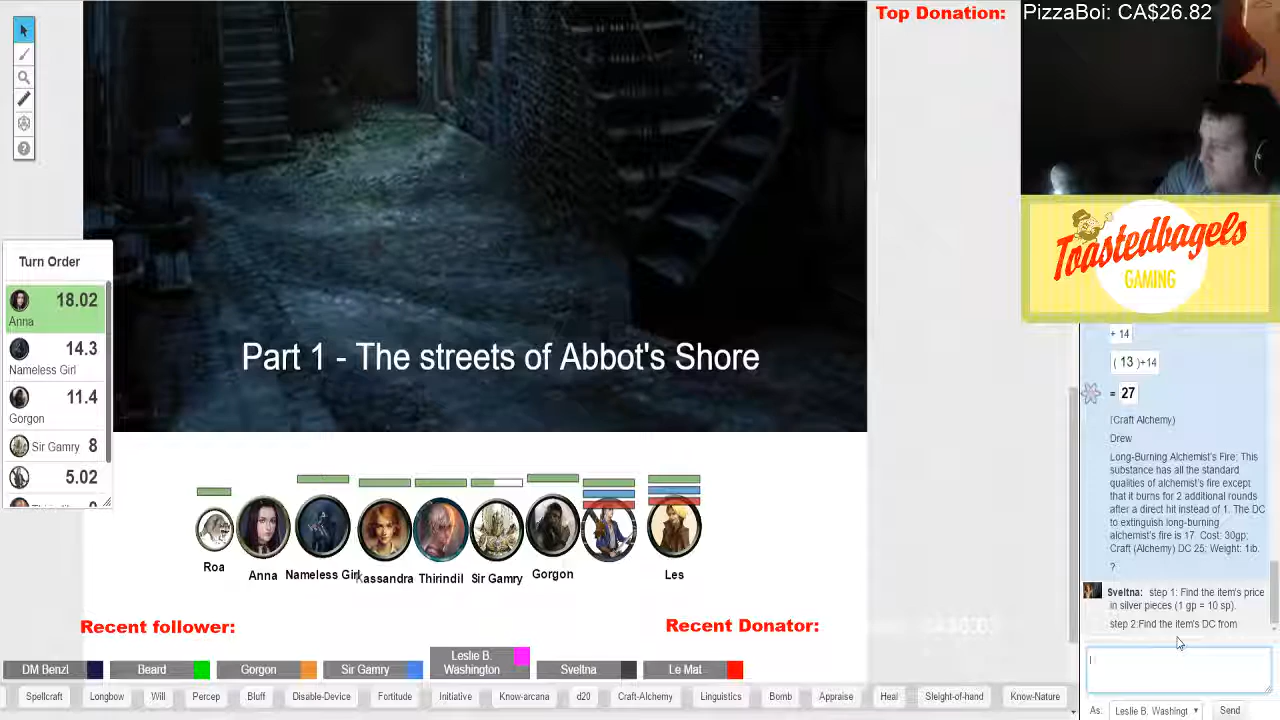 Top Donation:
PizzaBoi: CA$26.82
Toastedbagels
GAMING
Turn Order
18.02
Anna
14.3
Nameless Girl
11.4
Gorgon
Sir Gamry 8
5.02
Part 1 - The streets of Abbot's Shore
Roa
Anna
Nameless Girl
Kassandra
Thirindil
Sir Gamry
Gorgon
Les
+ 14
( 13 )+14
= 27
(Craft Alchemy)
Drew
Long-Burning Alchemist's Fire: This
substance has all the standard
qualities of alchemist's fire except
that it burns for 2 additional rounds
after a direct hit instead of 1. The DC
to extinguish long-burning
alchemist's fire is 17. Cost: 30gp;
Craft (Alchemy) DC 25; Weight: 1lb.
?
Sveltna: step 1: Find the item's price
in silver pieces (1 gp = 10 sp).
step 2:Find the item's DC from
Recent follower:
Recent Donator:
DM Benzl
Beard
Gorgon
Sir Gamry
Leslie B.
Washington
Sveltna
Le Mat
Spellcraft
Longbow
Will
Percep
Bluff
Disable-Device
Fortitude
Initiative
Know-arcana
d20
Craft-Alchemy
Linguistics
Bomb
Appraise
Heal
Sleight-of-hand
Know-Nature
As:
Leslie B. Washingt
Send